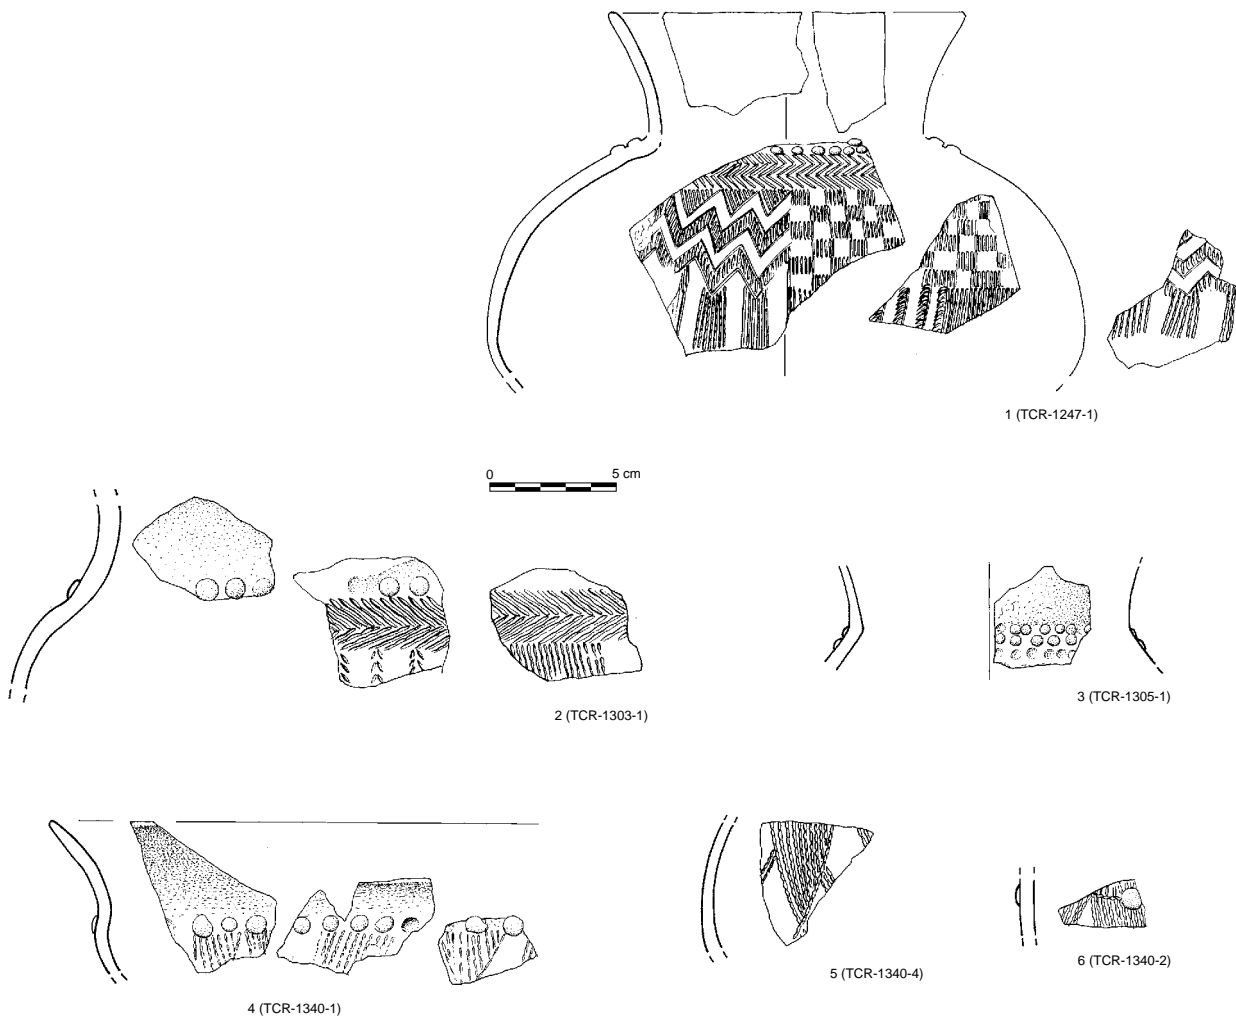 1 (TCR-1247-1)
0 5 cm
2 (TCR-1303-1)
3 (TCR-1305-1)
4 (TCR-1340-1)
5 (TCR-1340-4)
6 (TCR-1340-2)